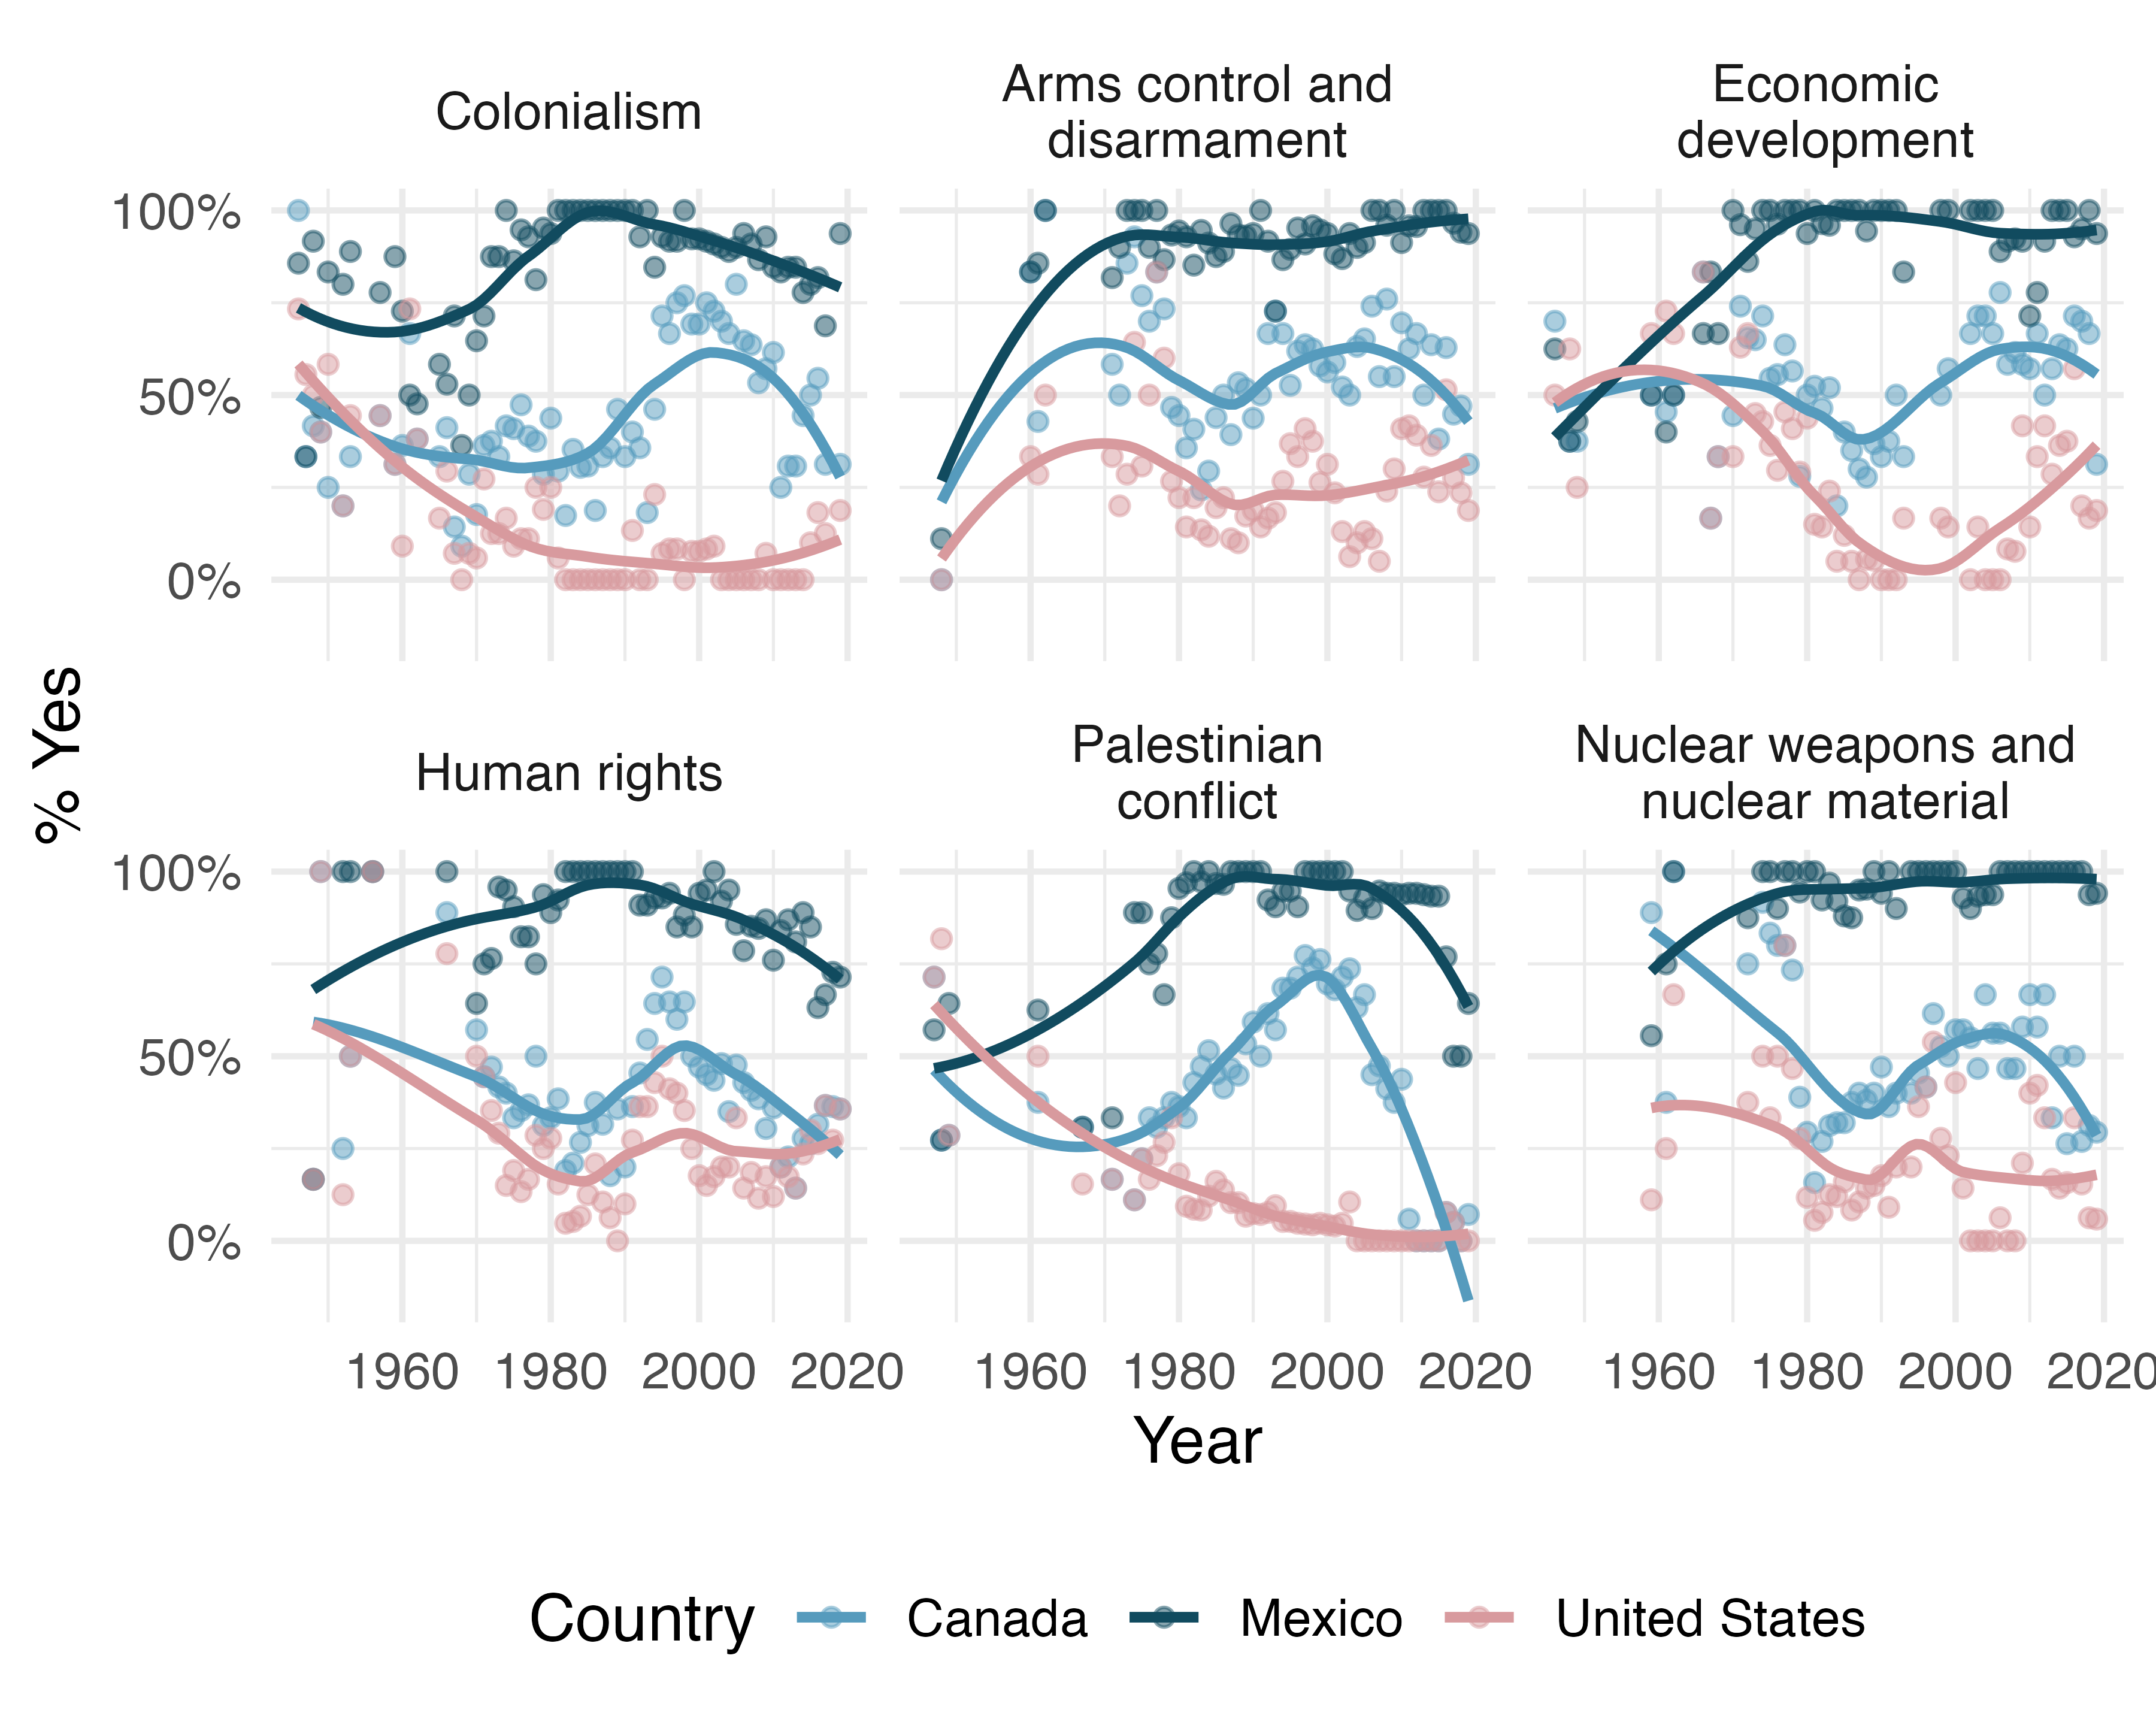 Colonialism
Arms control and
disarmament
Economic
development
100%
50%
0%
Human rights
Palestinian
conflict
Nuclear weapons and
nuclear material
100%
50%
0%
% Yes
1960 1980 2000 2020 1960 1980 2000 2020 1960 1980 2000 2020
Year
Country Canada Mexico United States